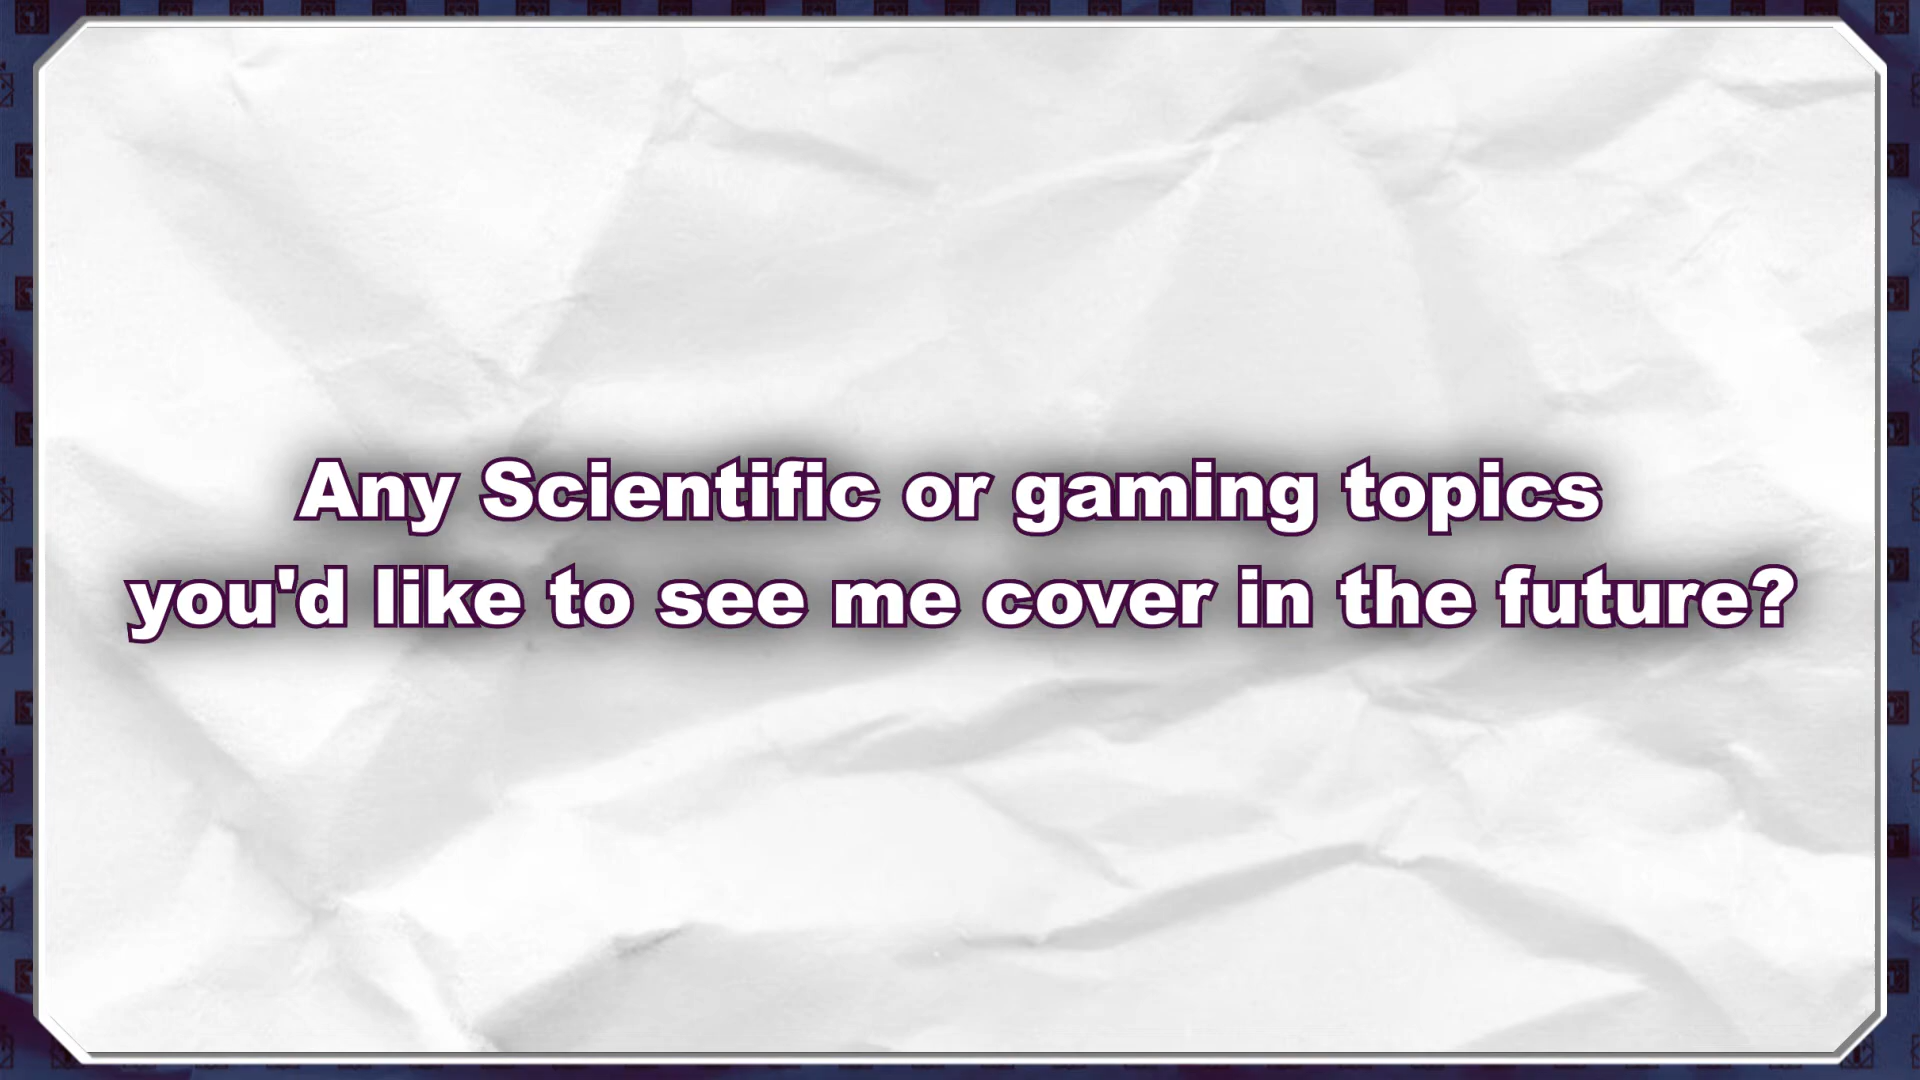 Any Scientific or gaming topics
you'd like to see me cover in the future?